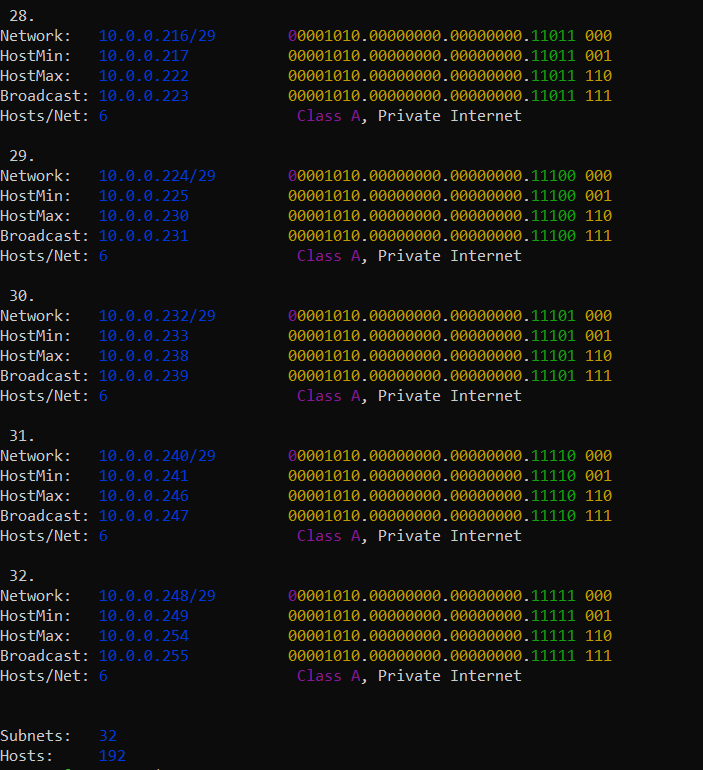 28.
Network:   10.0.0.216/29        00001010.00000000.00000000.11011 000
HostMin:   10.0.0.217           00001010.00000000.00000000.11011 001
HostMax:   10.0.0.222           00001010.00000000.00000000.11011 110
Broadcast: 10.0.0.223           00001010.00000000.00000000.11011 111
Hosts/Net: 6                     Class A, Private Internet
29.
Network:   10.0.0.224/29        00001010.00000000.00000000.11100 000
HostMin:   10.0.0.225           00001010.00000000.00000000.11100 001
HostMax:   10.0.0.230           00001010.00000000.00000000.11100 110
Broadcast: 10.0.0.231           00001010.00000000.00000000.11100 111
Hosts/Net: 6                     Class A, Private Internet
30.
Network:   10.0.0.232/29        00001010.00000000.00000000.11101 000
HostMin:   10.0.0.233           00001010.00000000.00000000.11101 001
HostMax:   10.0.0.238           00001010.00000000.00000000.11101 110
Broadcast: 10.0.0.239           00001010.00000000.00000000.11101 111
Hosts/Net: 6                     Class A, Private Internet
31.
Network:   10.0.0.240/29        00001010.00000000.00000000.11110 000
HostMin:   10.0.0.241           00001010.00000000.00000000.11110 001
HostMax:   10.0.0.246           00001010.00000000.00000000.11110 110
Broadcast: 10.0.0.247           00001010.00000000.00000000.11110 111
Hosts/Net: 6                     Class A, Private Internet
32.
Network:   10.0.0.248/29        00001010.00000000.00000000.11111 000
HostMin:   10.0.0.249           00001010.00000000.00000000.11111 001
HostMax:   10.0.0.254           00001010.00000000.00000000.11111 110
Broadcast: 10.0.0.255           00001010.00000000.00000000.11111 111
Hosts/Net: 6                     Class A, Private Internet
Subnets:   32
Hosts:     192